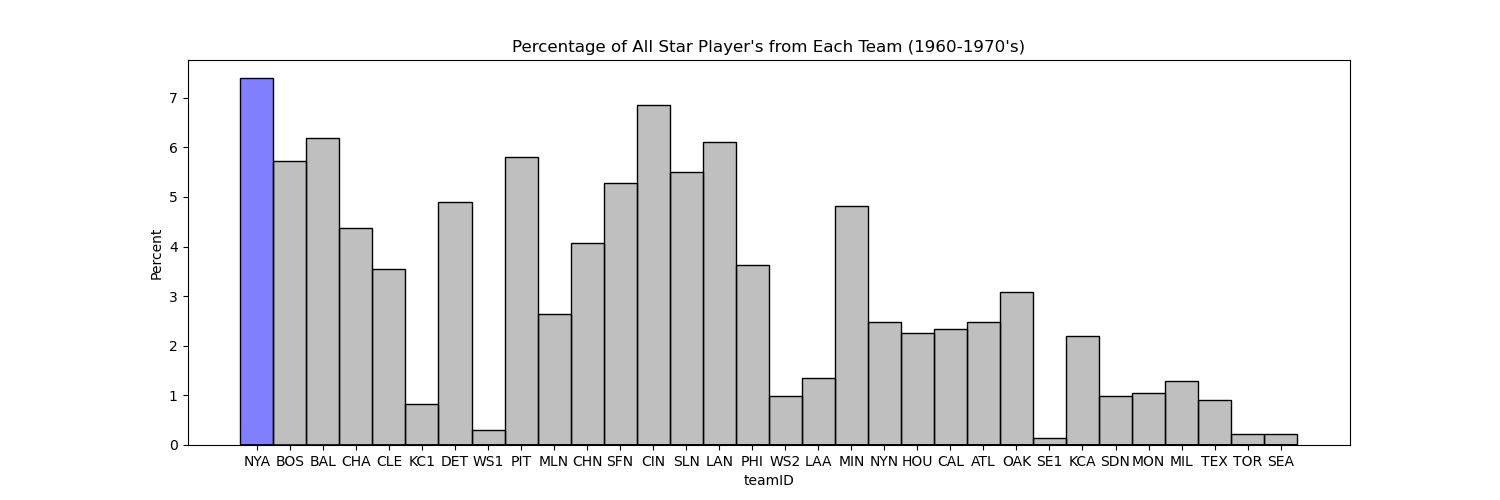 Percentage of All Star Player's from Each Team (1960-1970's)
Percent
7
6
5
4
3
2
1
0
NYA BOS BAL CHA CLE KC1 DET WS1 PIT MLN CHN SFN CIN SLN LAN PHI WS2 LAA MIN NYN HOU CAL ATL OAK SE1 KCA SDN MON MIL TEX TOR SEA
teamID